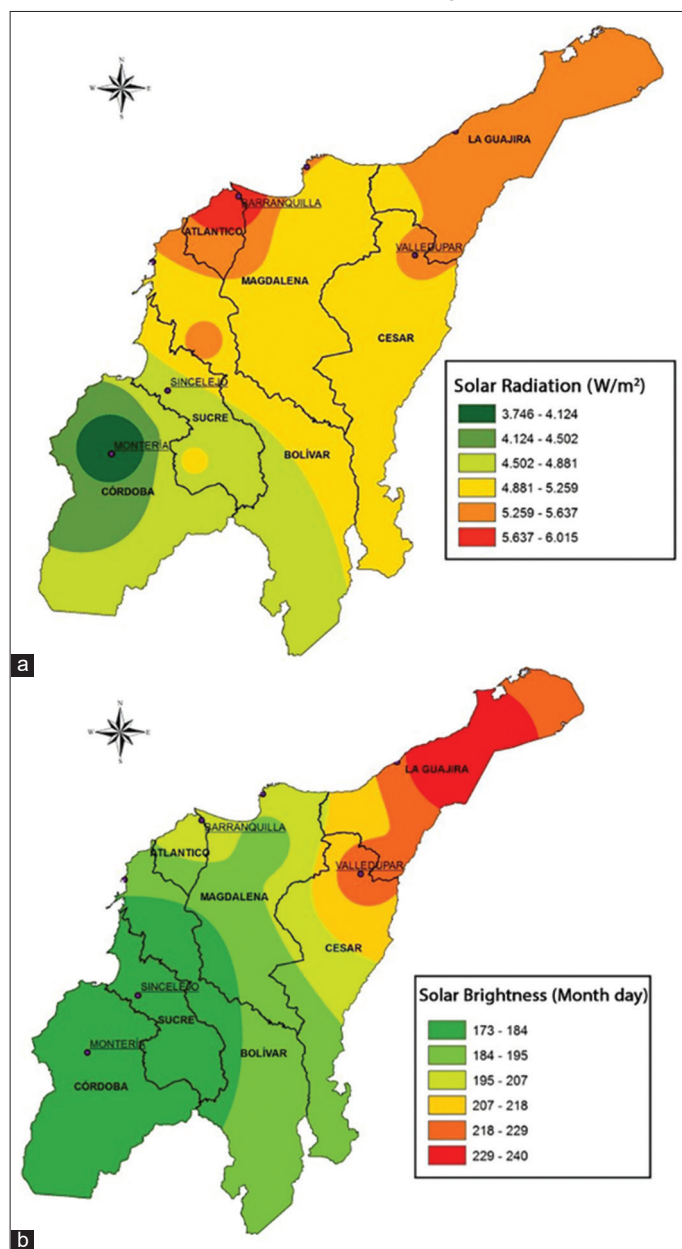 N
W E
S
LA GUAJIRA
BARRANQUILLA
ATLANTICO
VALLEDUPAR
MAGDALENA
CESAR
SINCELEJO
SUCRE
BOLÍVAR
MONTERÍA
CÓRDOBA
Solar Radiation (W/m²)
3.746 - 4.124
4.124 - 4.502
4.502 - 4.881
4.881 - 5.259
5.259 - 5.637
5.637 - 6.015
a
N
W E
S
LA GUAJIRA
BARRANQUILLA
ATLANTICO
VALLEDUPAR
MAGDALENA
CESAR
SINCELEJO
SUCRE
BOLÍVAR
MONTERÍA
CÓRDOBA
Solar Brightness (Month day)
173 - 184
184 - 195
195 - 207
207 - 218
218 - 229
229 - 240
b